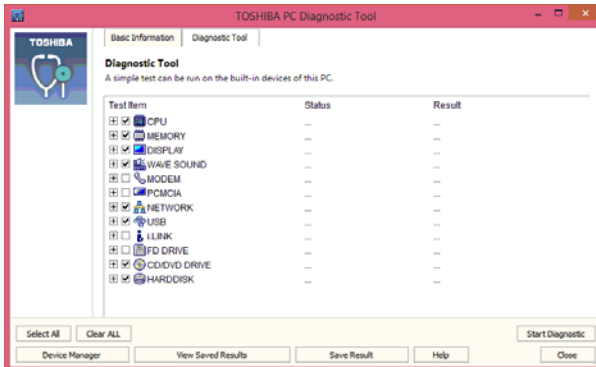 TOSHIBA PC Diagnostic Tool
TOSHIBA
Basic Information Diagnostic Tool
Diagnostic Tool
A simple test can be run on the built-in devices of this PC.
Test Item Status Result
CPU ... ...
MEMORY ... ...
DISPLAY ... ...
WAVE SOUND ... ...
MODEM ... ...
PCMCIA ... ...
NETWORK ... ...
USB ... ...
i.LINK ... ...
FD DRIVE ... ...
CD/DVD DRIVE ... ...
HARDDISK ... ...
Select All Clear ALL Start Diagnostic
Device Manager View Saved Results Save Result Help Close